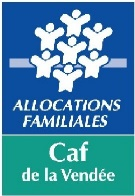 ALLOCATIONS
FAMILIALES
Caf
de la Vendée